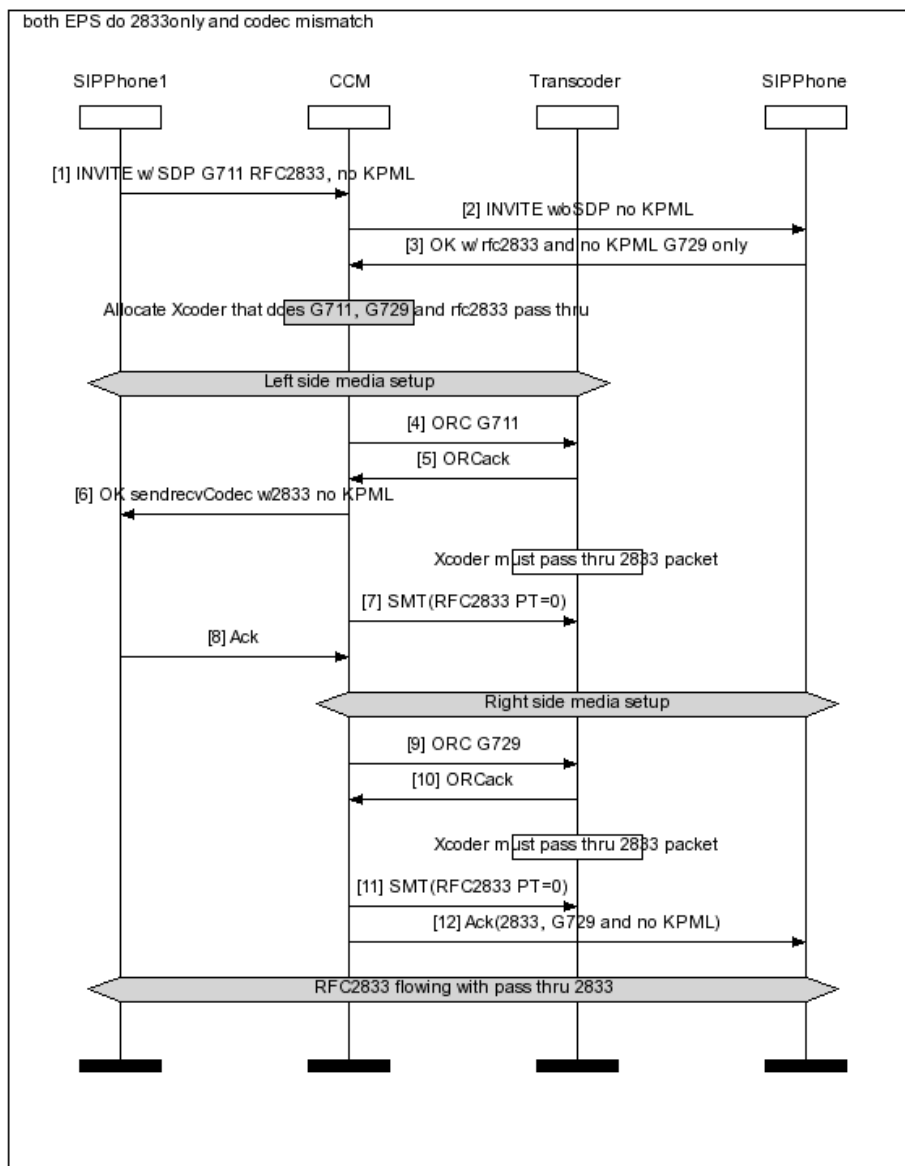 both EPS do 2833only and codec mismatch
SIPPhone1 CCM Transcoder SIPPhone
[1] INVITE w/ SDP G711 RFC2833, no KPML
[2] INVITE w/oSDP no KPML
[3] OK w/ rfc2833 and no KPML G729 only
Allocate Xcoder that does G711, G729 and rfc2833 pass thru
Left side media setup
[4] ORC G711
[5] ORCack
[6] OK sendrecvCodec w/2833 no KPML
Xcoder must pass thru 2833 packet
[7] SMT(RFC2833 PT=0)
[8] Ack
Right side media setup
[9] ORC G729
[10] ORCack
Xcoder must pass thru 2833 packet
[11] SMT(RFC2833 PT=0)
[12] Ack(2833, G729 and no KPML)
RFC2833 flowing with pass thru 2833